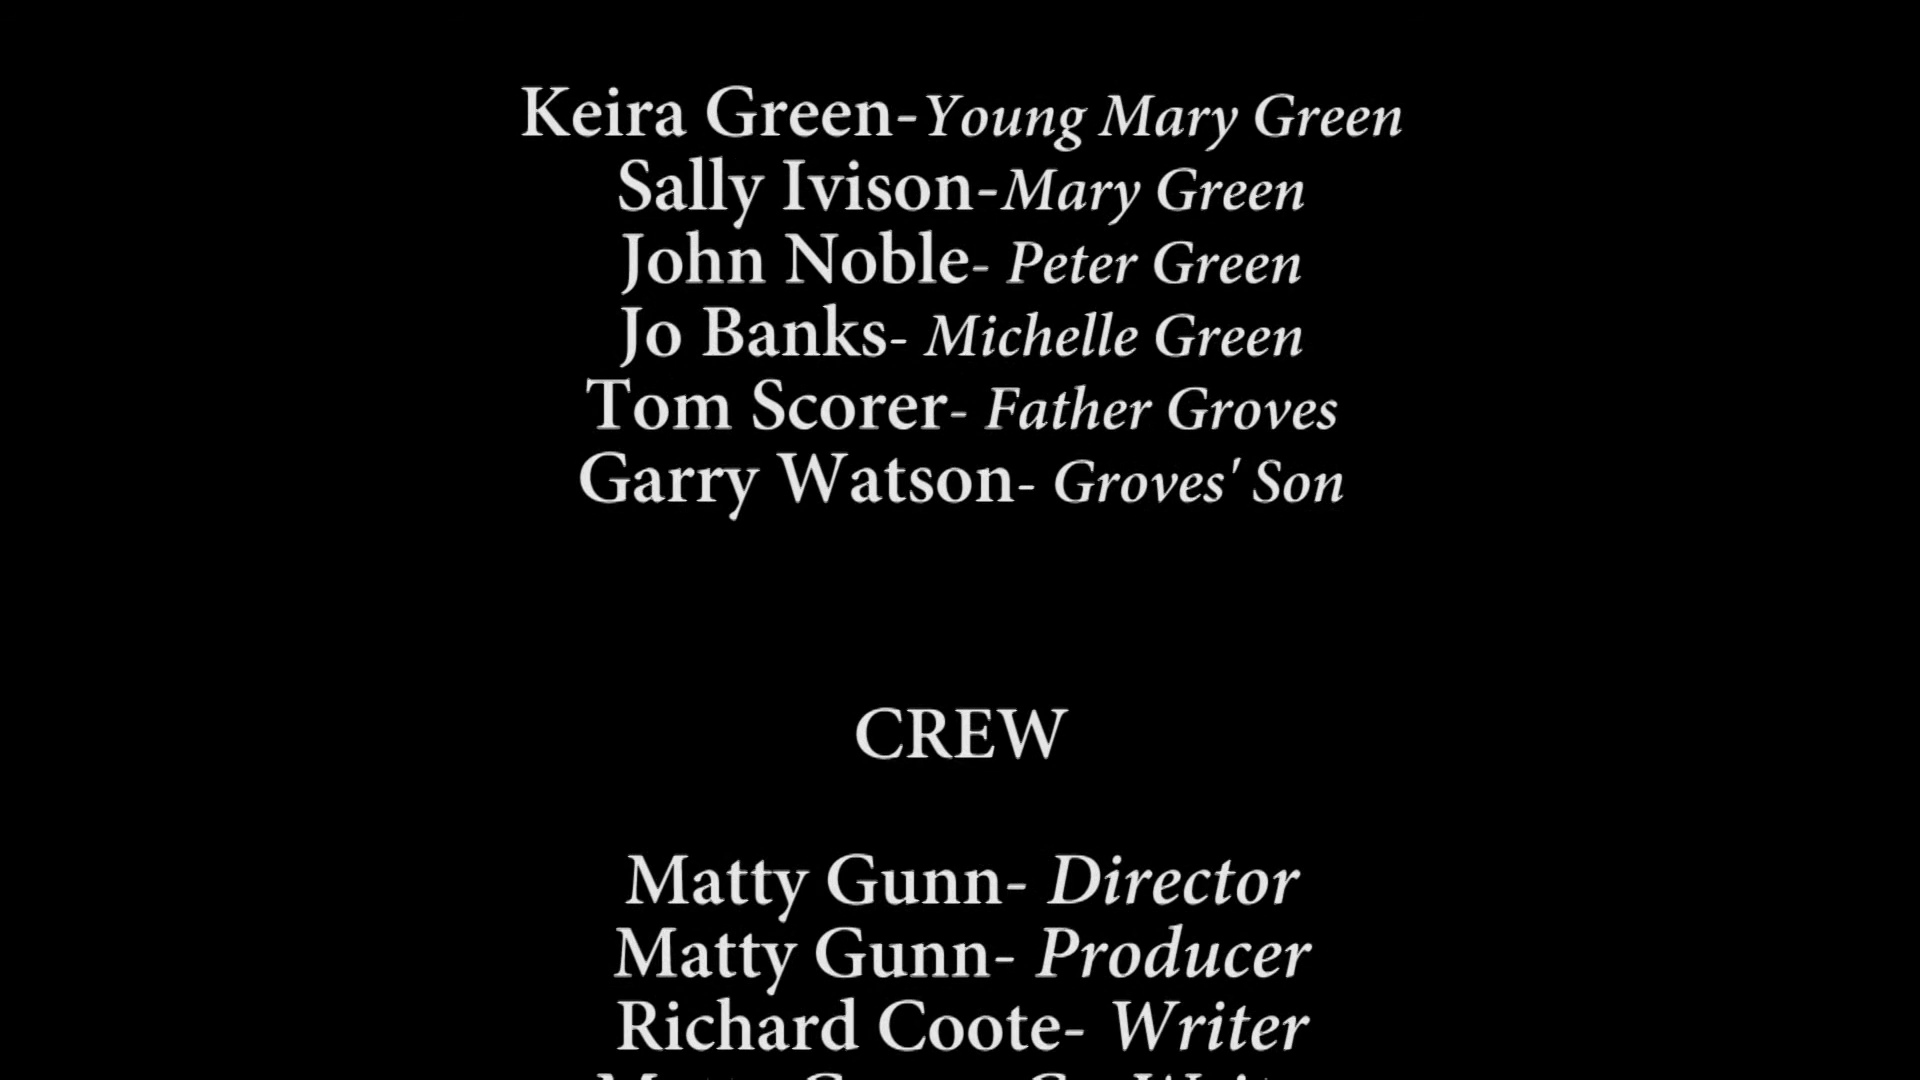 Keira Green-Young Mary Green
Sally Ivison-Mary Green
John Noble- Peter Green
Jo Banks- Michelle Green
Tom Scorer- Father Groves
Garry Watson- Groves' Son
CREW
Matty Gunn- Director
Matty Gunn- Producer
Richard Coote- Writer